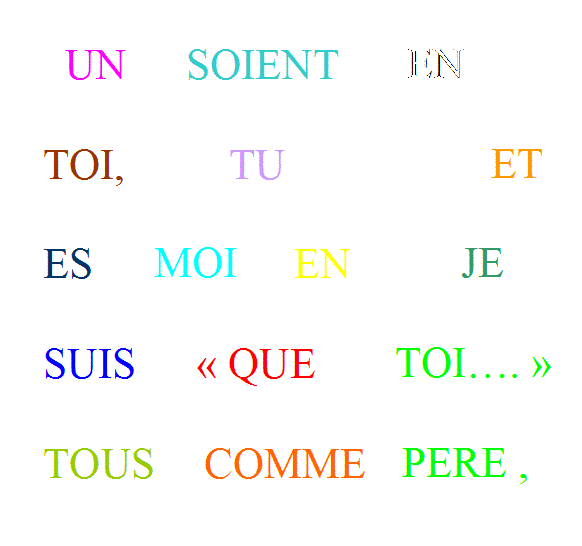 UN SOIENT EN
TOI, TU ET
ES MOI EN JE
SUIS « QUE TOI…. »
TOUS COMME PERE ,